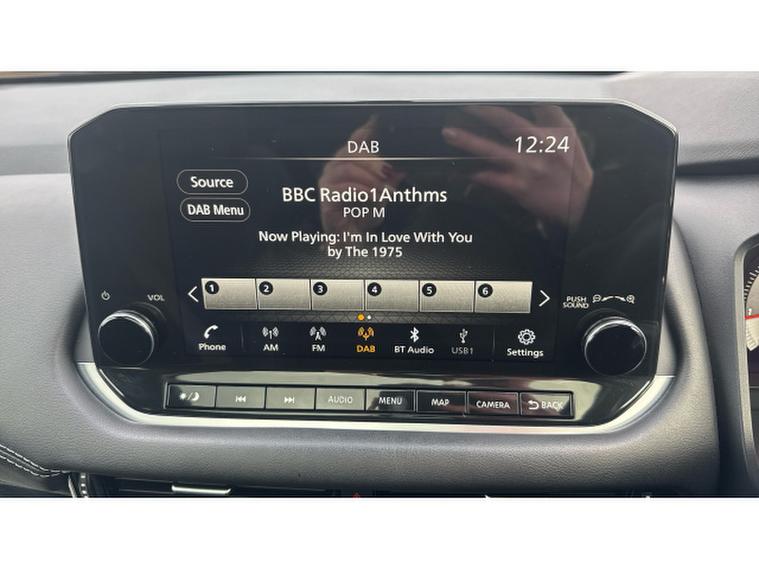 DAB
12:24
Source
BBC Radio1Anthms
DAB Menu
POP M
Now Playing: I'm In Love With You
by The 1975
1 2 3 4 5 6
VOL
PUSH
SOUND
Phone AM FM DAB BT Audio USB1 Settings
AUDIO MENU MAP CAMERA BACK